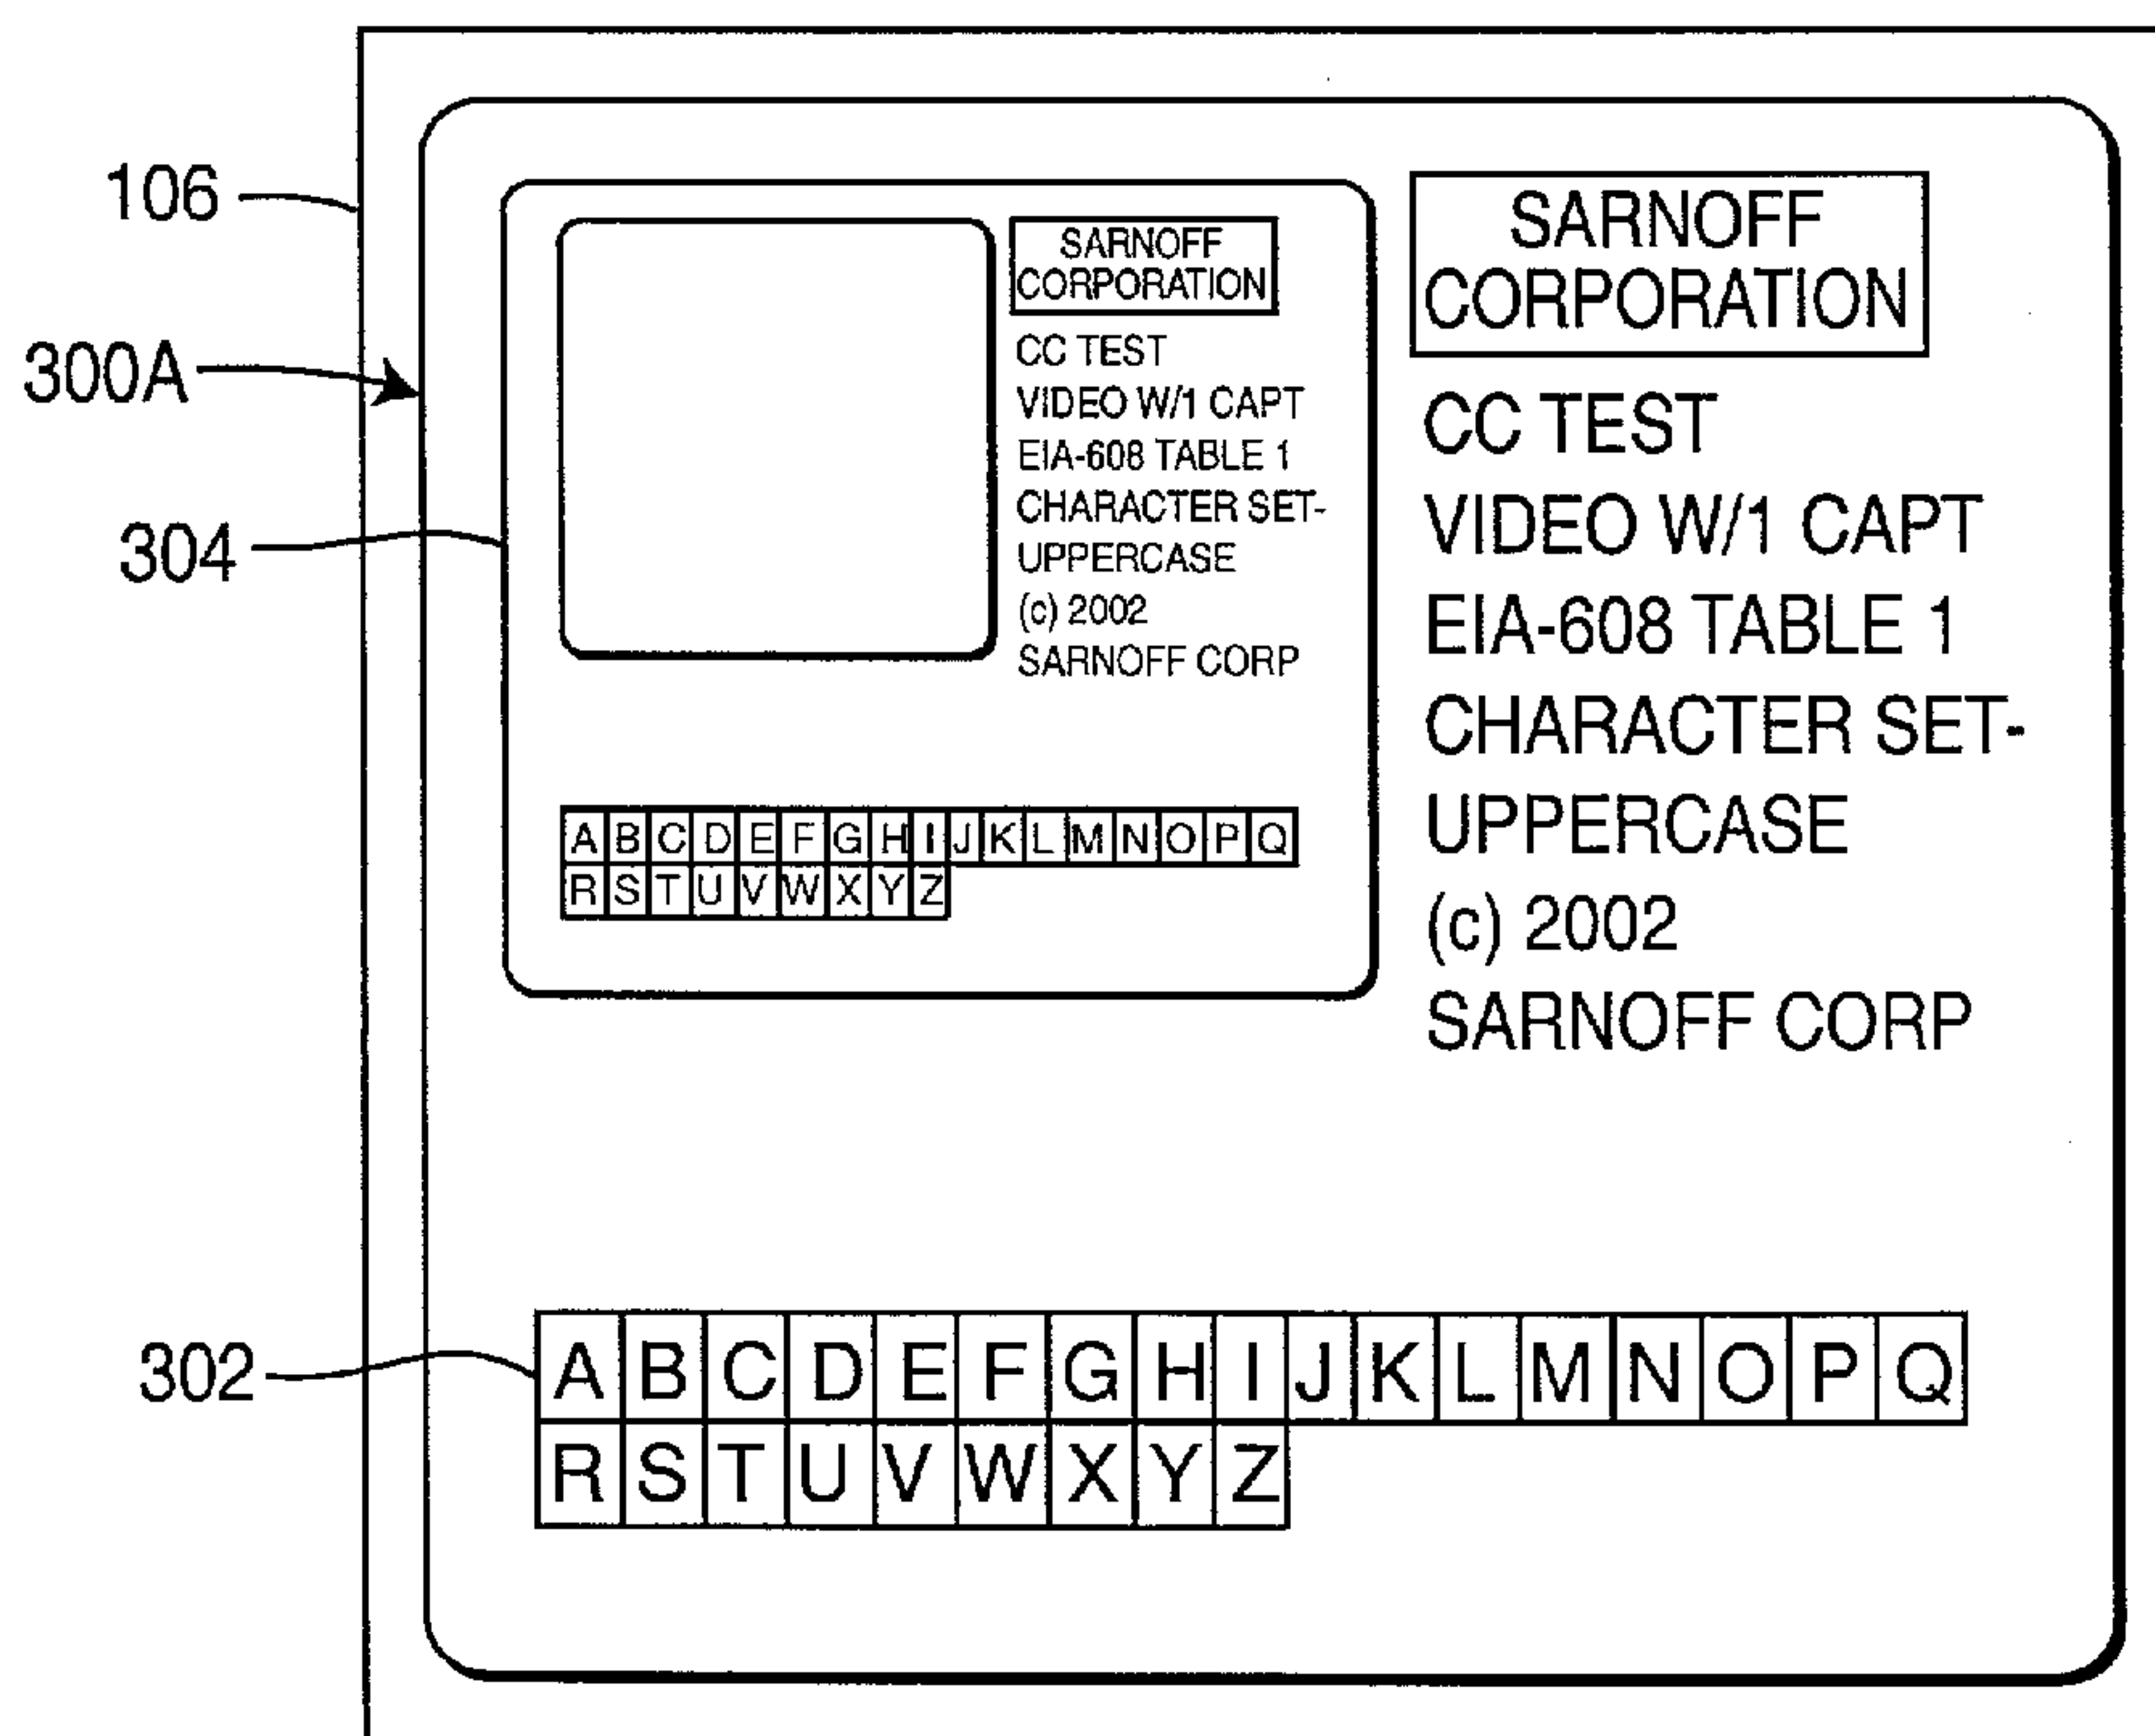 106
300A
304
302
SARNOFF
CORPORATION
CC TEST
VIDEO W/1 CAPT
EIA-608 TABLE 1
CHARACTER SET-
UPPERCASE
(c) 2002
SARNOFF CORP
A B C D E F G H I J K L M N O P Q
R S T U V W X Y Z
SARNOFF
CORPORATION
CC TEST
VIDEO W/1 CAPT
EIA-608 TABLE 1
CHARACTER SET-
UPPERCASE
(c) 2002
SARNOFF CORP
A B C D E F G H I J K L M N O P Q
R S T U V W X Y Z